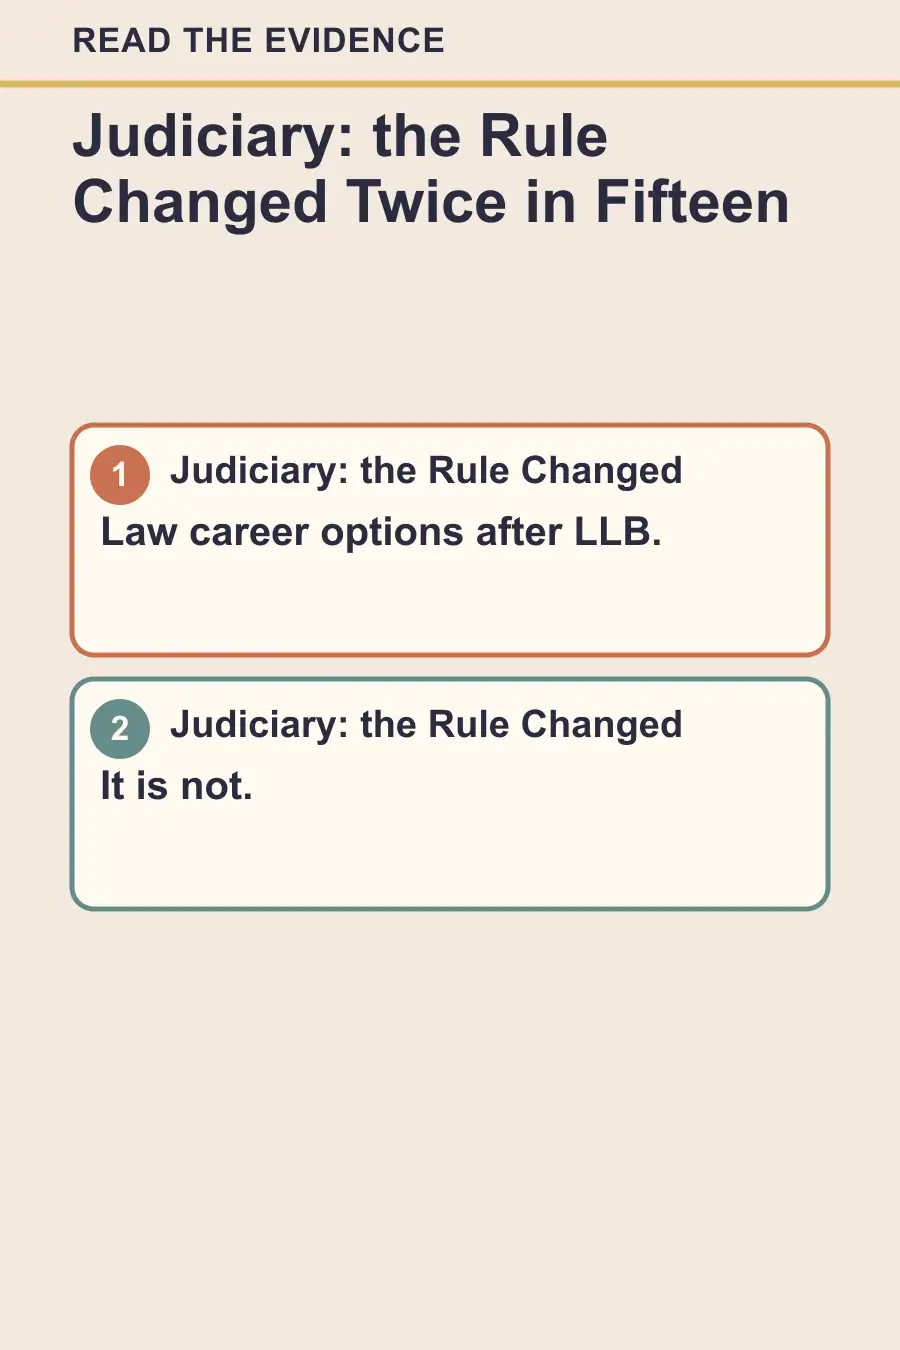 READ THE EVIDENCE
Judiciary: the Rule
Changed Twice in Fifteen
1 Judiciary: the Rule Changed
Law career options after LLB.
2 Judiciary: the Rule Changed
It is not.